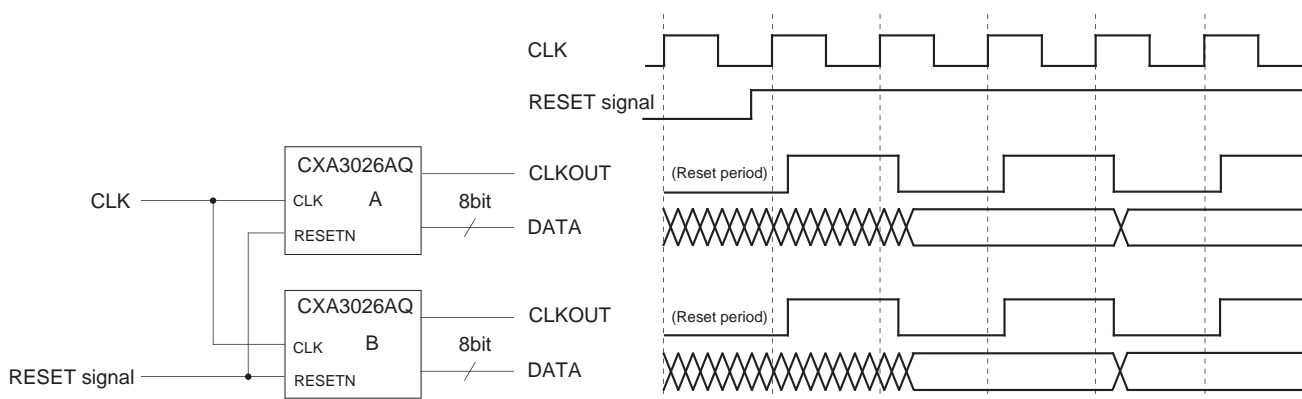 CLK
RESET signal
CXA3026AQ
CLK
A
RESETN
8bit
CLKOUT
DATA
(Reset period)
CLK
CXA3026AQ
CLK
B
RESETN
8bit
CLKOUT
DATA
(Reset period)
RESET signal